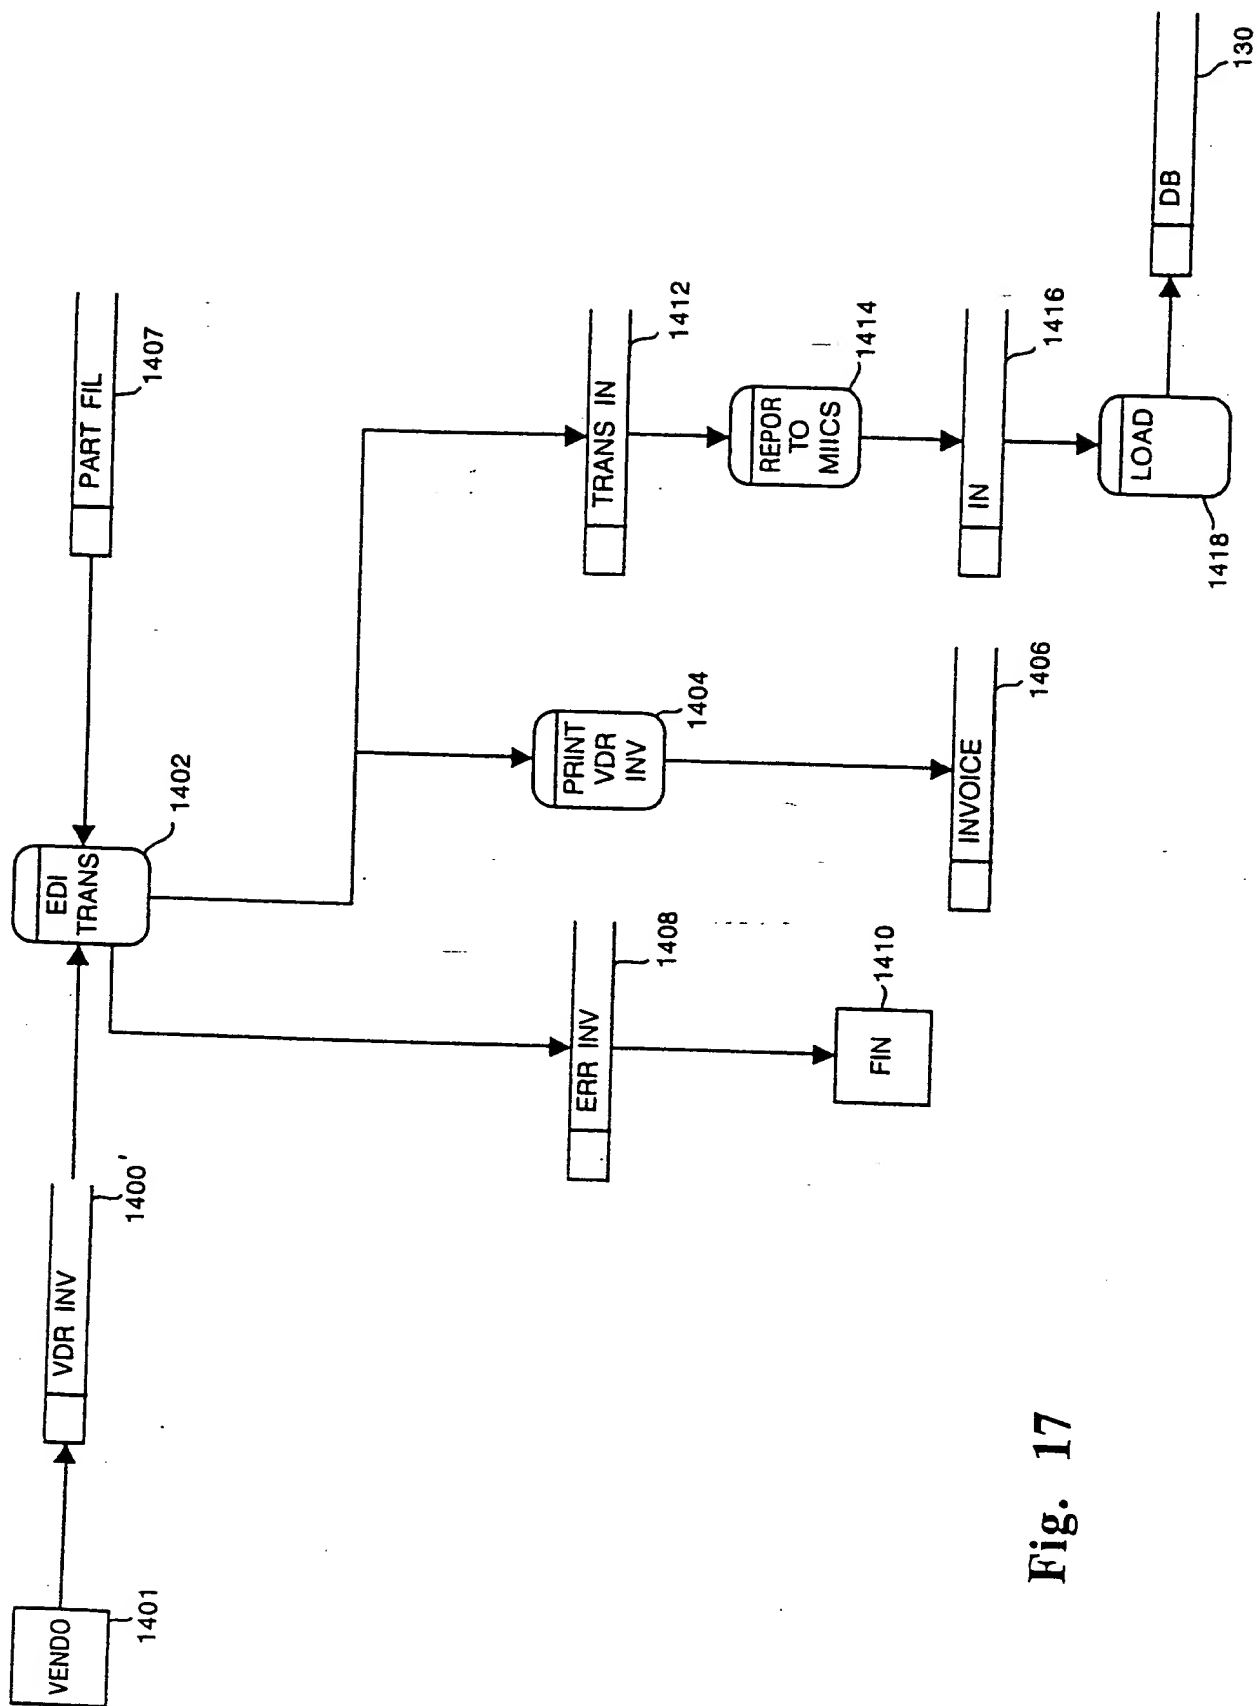 VENDO
1401
VDR INV
1400'
EDI
TRANS
1402
PART FIL
1407
ERR INV
1408
FIN
1410
PRINT
VDR
INV
1404
INVOICE
1406
TRANS IN
1412
REPOR
TO
MIICS
1414
IN
1416
LOAD
1418
DB
130
Fig. 17